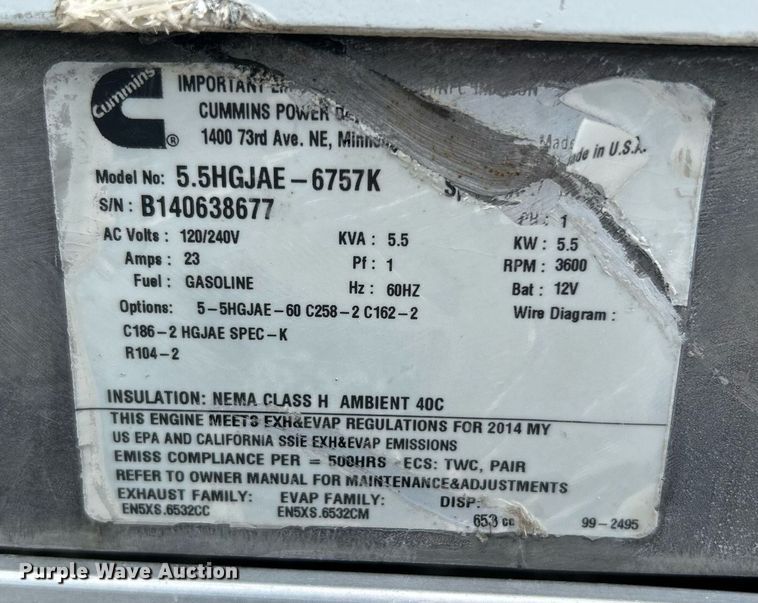 Cummins
®
IMPORTANT
CUMMINS POWER
1400 73rd Ave. NE,
Made in U.S.A.
Model No: 5.5HGJAE-6757K
S/N: B140638677
PH: 1
AC Volts: 120/240V KVA: 5.5 KW: 5.5
Amps: 23 Pf: 1 RPM: 3600
Fuel: GASOLINE Hz: 60HZ Bat: 12V
Options: 5-5HGJAE-60 C258-2 C162-2 Wire Diagram:
C186-2 HGJAE SPEC-K
R104-2
INSULATION: NEMA CLASS H AMBIENT 40C
THIS ENGINE MEETS EXH&EVAP REGULATIONS FOR 2014 MY
US EPA AND CALIFORNIA SSIE EXH&EVAP EMISSIONS
EMISS COMPLIANCE PER = 500HRS ECS: TWC, PAIR
REFER TO OWNER MANUAL FOR MAINTENANCE&ADJUSTMENTS
EXHAUST FAMILY: EVAP FAMILY: DISP:
EN5XS.6532CC EN5XS.6532CM 653 cc 99-2495
Purple Wave Auction